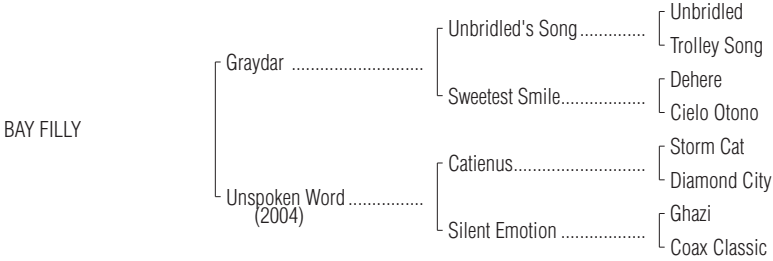 Unbridled
Unbridled's Song..............
Trolley Song
Graydar ............................
Dehere
Sweetest Smile..................
Cielo Otono
BAY FILLY
Storm Cat
Catienus............................
Diamond City
Unspoken Word................
(2004)
Ghazi
Silent Emotion ..................
Coax Classic